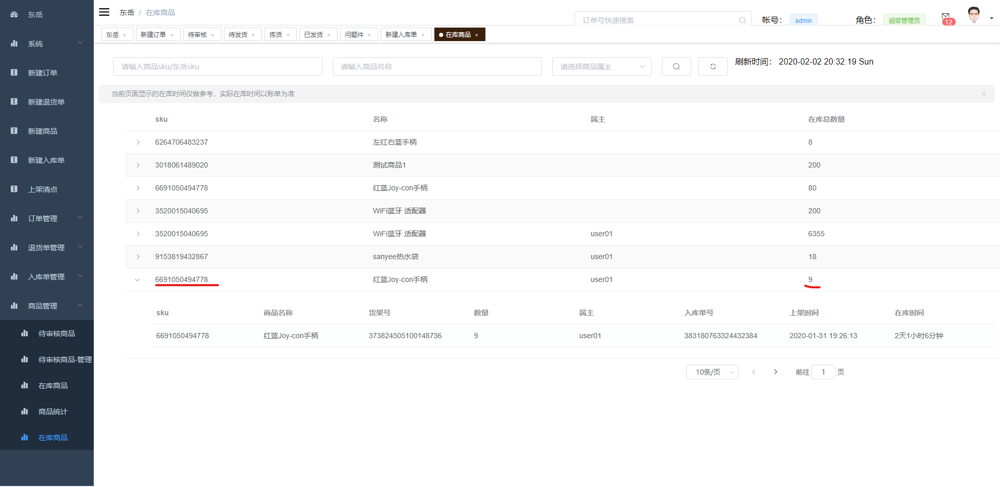 东岳
系统
新建订单
新建退货单
新建商品
新建入库单
上架清点
订单管理
退货单管理
入库单管理
商品管理
待审核商品
待审核商品-管理
在库商品
商品统计
在库商品
东岳 / 在库商品
订单号快速搜索
帐号： admin
角色： 超级管理员
12
东岳 × 新建订单 × 待审核 × 待发货 × 拣货 × 已发货 × 问题件 × 新建入库单 × 在库商品 ×
请输入商品sku/东岳sku 请输入商品名称 请选择商品属主 刷新时间： 2020-02-02 20:32:19 Sun
当前页面显示的在库时间仅做参考，实际在库时间以账单为准
sku 名称 属主 在库总数量
6264706483237 左红右蓝手柄 8
3018061489020 测试商品1 200
6691050494778 红蓝Joy-con手柄 80
3520015040695 WiFi蓝牙 适配器 200
3520015040695 WiFi蓝牙 适配器 user01 6355
9153819432867 sanyee热水袋 user01 18
6691050494778 红蓝Joy-con手柄 user01 9
sku 商品名称 货架号 数量 属主 入库单号 上架时间 在库时间
6691050494778 红蓝Joy-con手柄 373824505100148736 9 user01 383180763324432384 2020-01-31 19:26:13 2天1小时6分钟
10条/页 前往 1 页